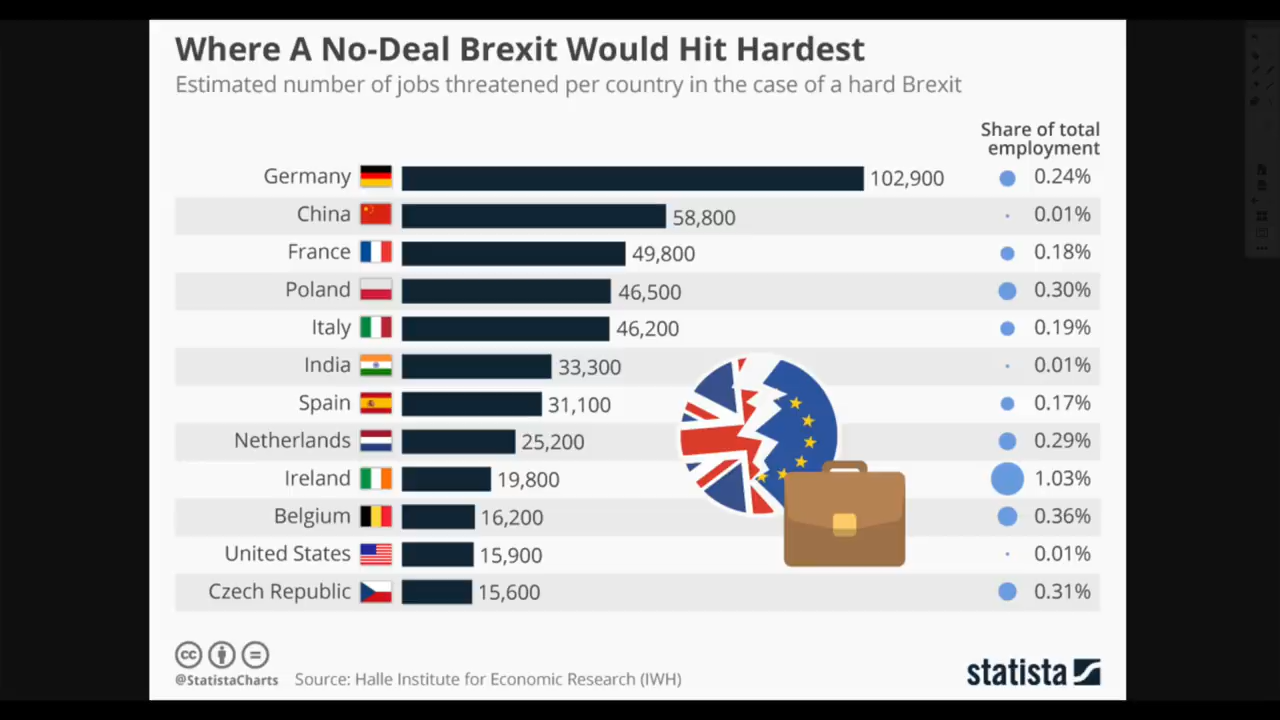 Where A No-Deal Brexit Would Hit Hardest
Estimated number of jobs threatened per country in the case of a hard Brexit
Share of total
employment
Germany 102,900 0.24%
China 58,800 0.01%
France 49,800 0.18%
Poland 46,500 0.30%
Italy 46,200 0.19%
India 33,300 0.01%
Spain 31,100 0.17%
Netherlands 25,200 0.29%
Ireland 19,800 1.03%
Belgium 16,200 0.36%
United States 15,900 0.01%
Czech Republic 15,600 0.31%
cc
@StatistaCharts Source: Halle Institute for Economic Research (IWH)
statista